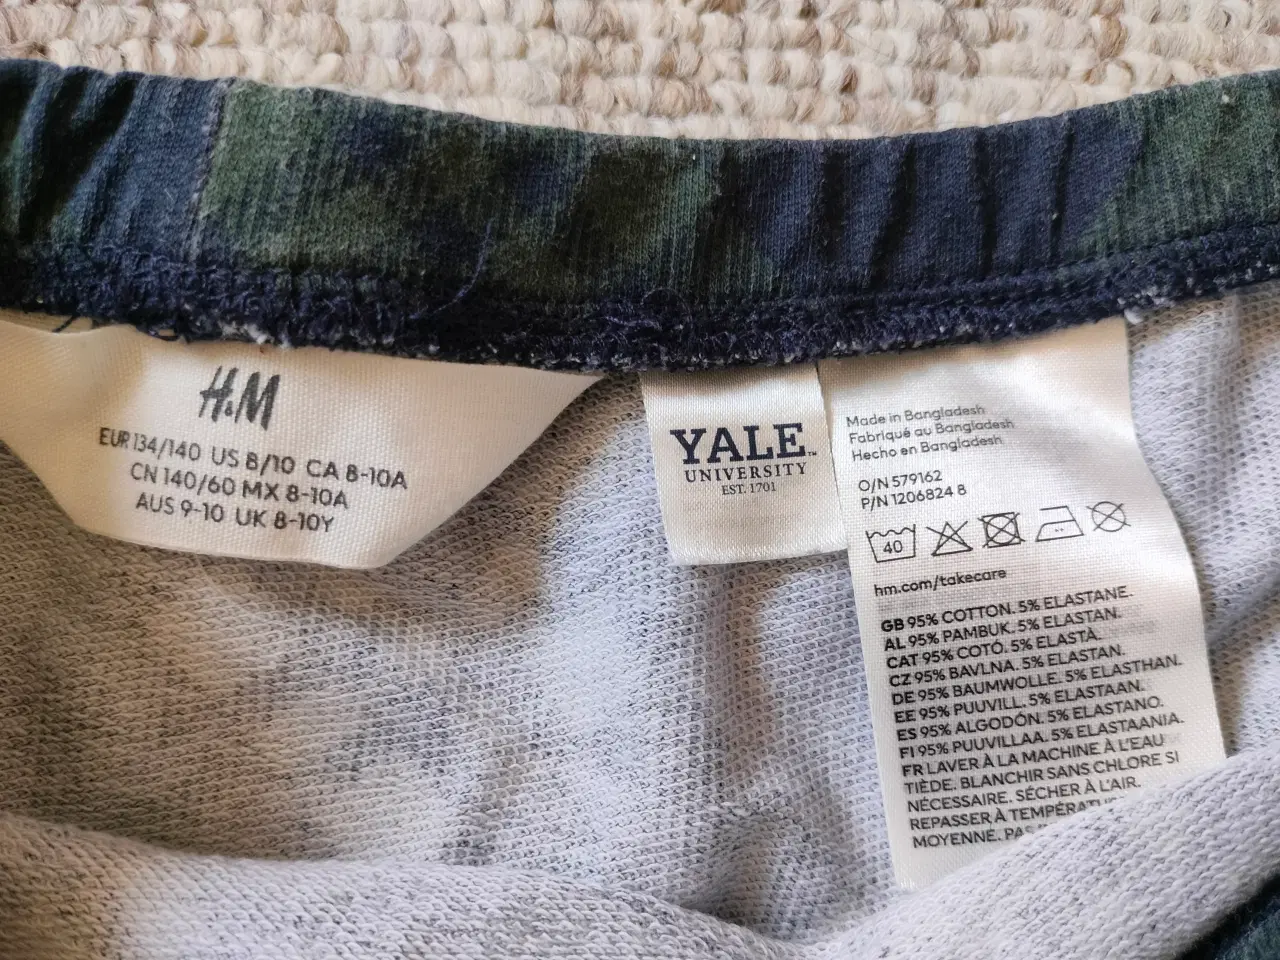 H&M
EUR 134/140 US 8/10 CA 8-10A
CN 140/60 MX 8-10A
AUS 9-10 UK 8-10Y
YALE™
UNIVERSITY
EST. 1701
Made in Bangladesh
Fabriqué au Bangladesh
Hecho en Bangladesh
O/N 579162
P/N 1206824 8
40
hm.com/takecare
GB 95% COTTON. 5% ELASTANE.
AL 95% PAMBUK. 5% ELASTAN.
CAT 95% COTÓ. 5% ELASTÀ.
CZ 95% BAVLNA. 5% ELASTAN.
DE 95% BAUMWOLLE. 5% ELASTHAN.
EE 95% PUUVILL. 5% ELASTAAN.
ES 95% ALGODÓN. 5% ELASTANO.
FI 95% PUUVILLAA. 5% ELASTAANIA.
FR LAVER À LA MACHINE À L'EAU
TIÈDE. BLANCHIR SANS CHLORE SI
NÉCESSAIRE. SÉCHER À L'AIR.
REPASSER À
MOYENNE.